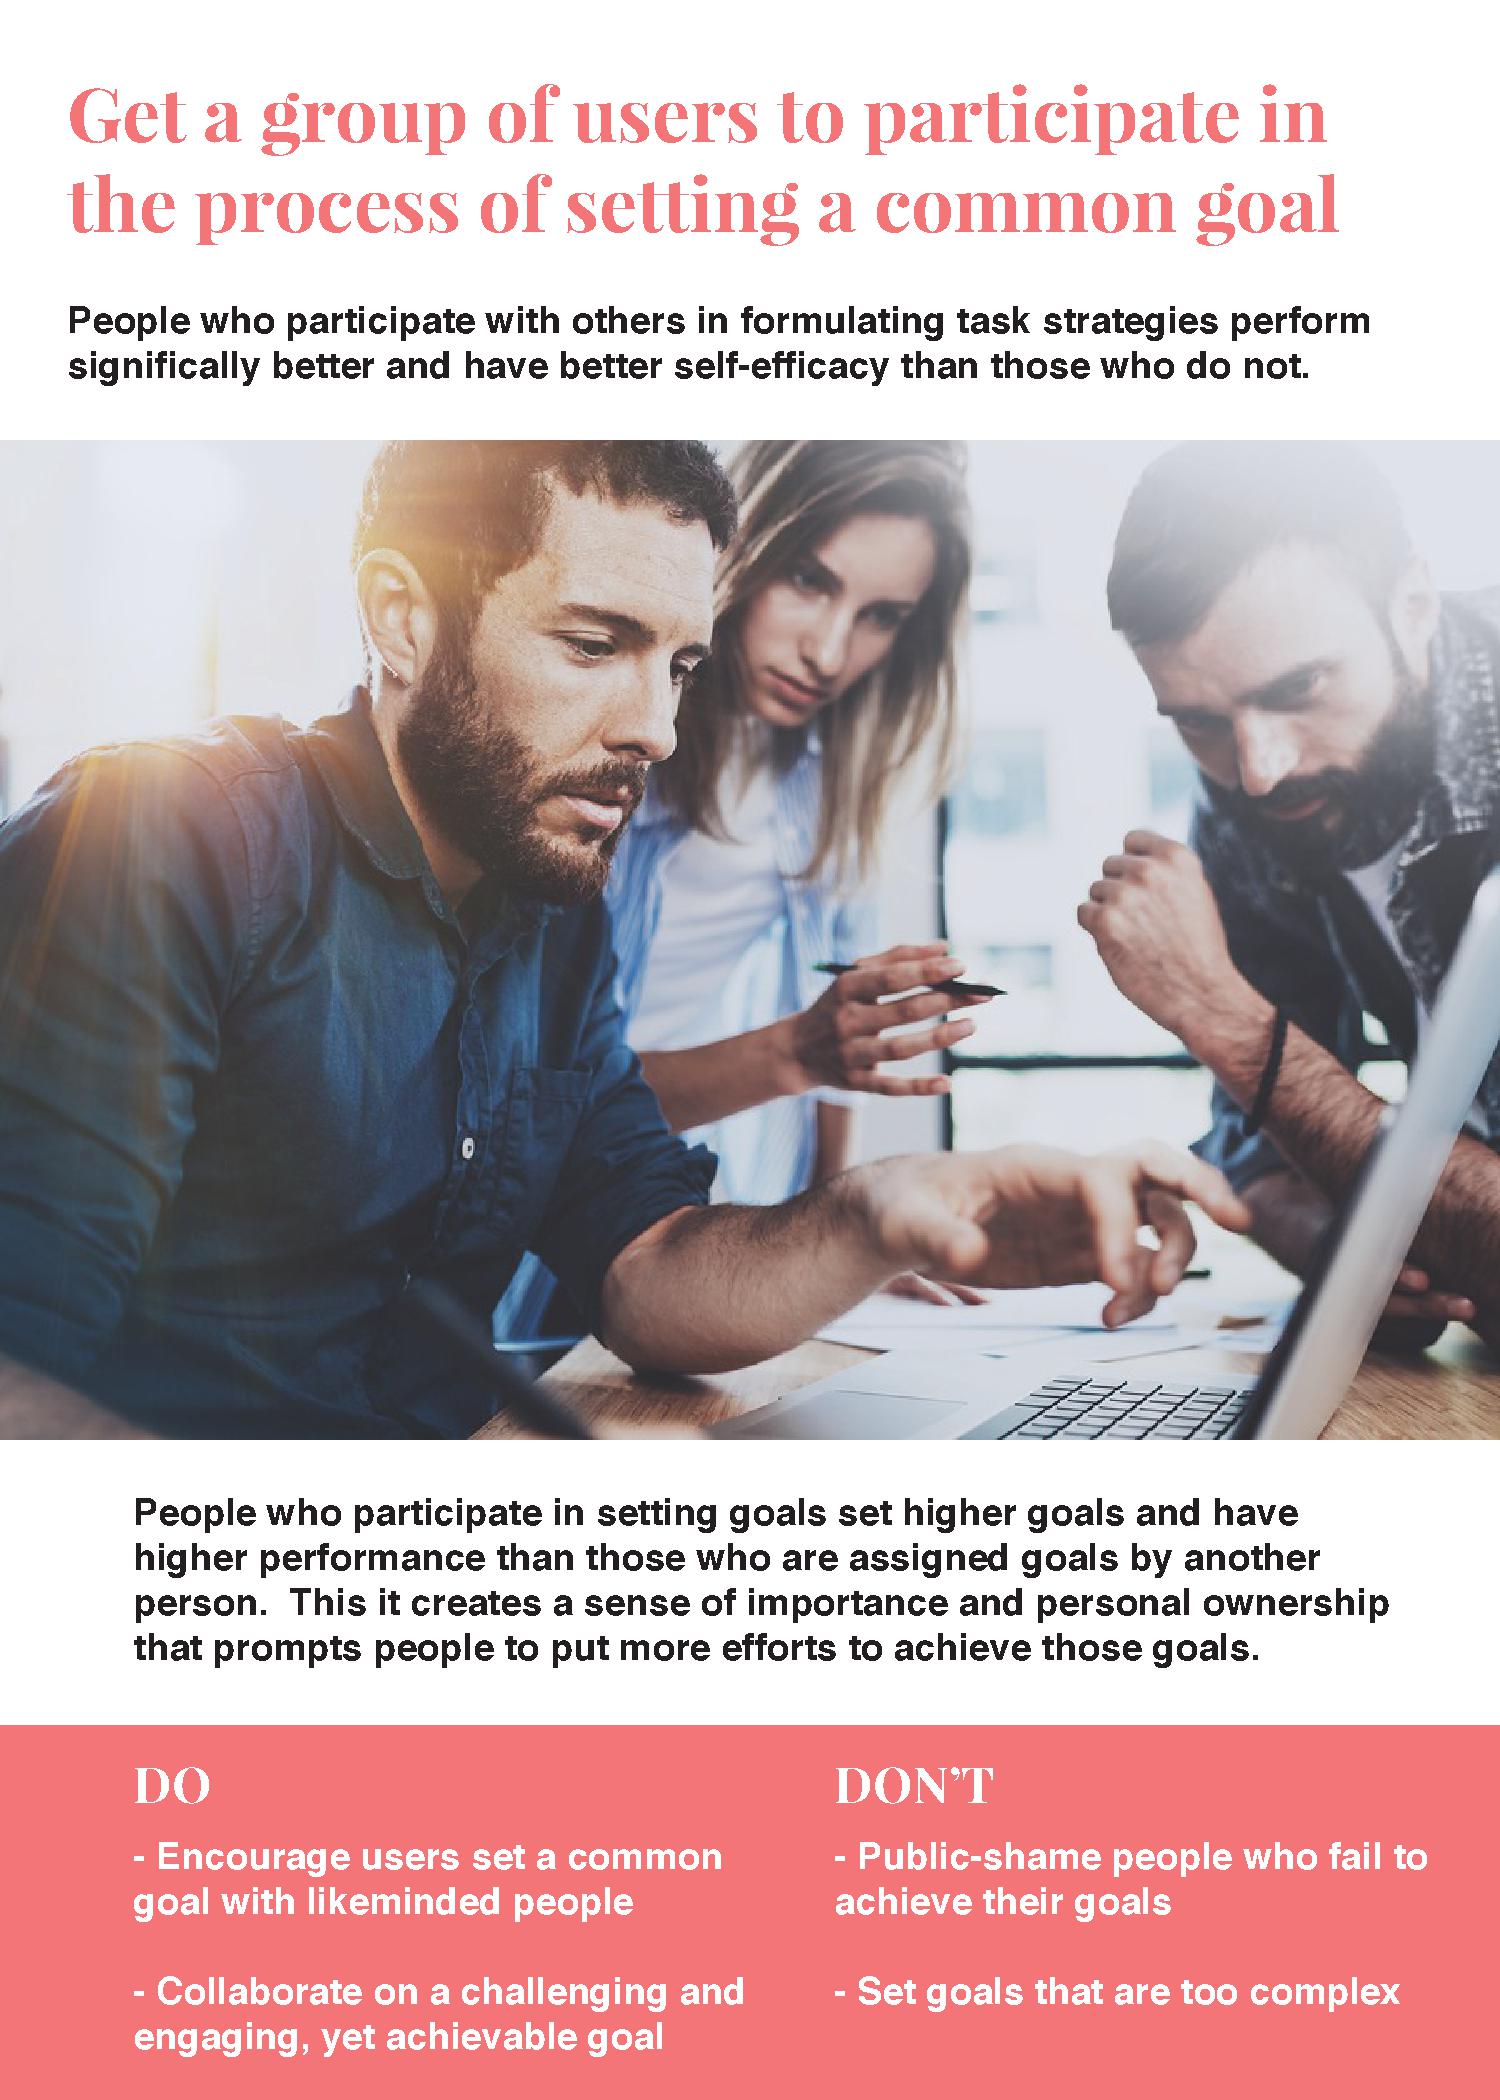 Get a group of users to participate in
the process of setting a common goal
People who participate with others in formulating task strategies perform
significally better and have better self-efficacy than those who do not.
People who participate in setting goals set higher goals and have
higher performance than those who are assigned goals by another
person.  This it creates a sense of importance and personal ownership
that prompts people to put more efforts to achieve those goals.
DO
- Encourage users set a common
goal with likeminded people
- Collaborate on a challenging and
engaging, yet achievable goal
DON’T
- Public-shame people who fail to
achieve their goals
- Set goals that are too complex